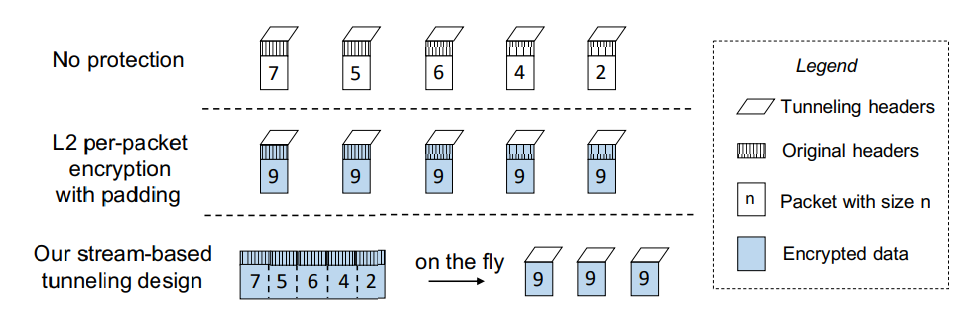 No protection
7 5 6 4 2
L2 per-packet
encryption
with padding
9 9 9 9 9
Our stream-based
tunneling design
7 5 6 4 2
on the fly
9 9 9
Legend
Tunneling headers
Original headers
n
Packet with size n
Encrypted data